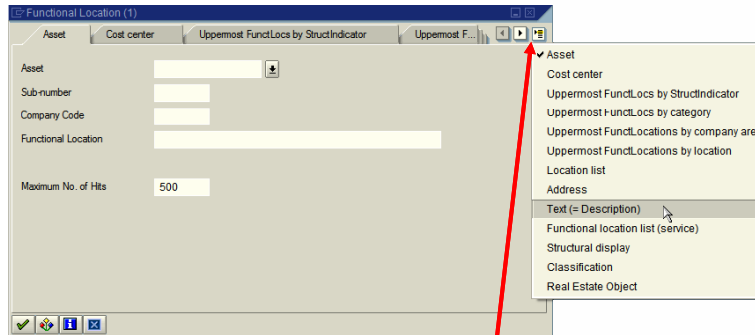 Functional Location (1)
Asset
Cost center
Uppermost FunctLocs by StructIndicator
Uppermost F...
Asset
Sub-number
Company Code
Functional Location
Maximum No. of Hits 500
Asset
Cost center
Uppermost FunctLocs by StructIndicator
Uppermost FunctLocs by category
Uppermost FunctLocations by company are
Uppermost FunctLocations by location
Location list
Address
Text (= Description)
Functional location list (service)
Structural display
Classification
Real Estate Object